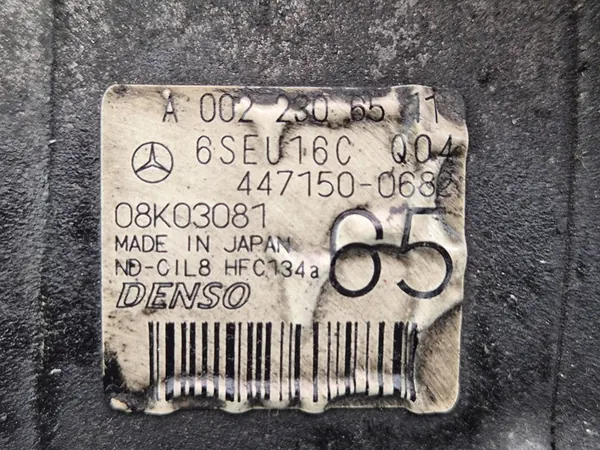 A 002 230 65 11
6SEU16C Q04
447150-0682
08K03081
65
MADE IN JAPAN
ND-OIL8 HFC134a
DENSO